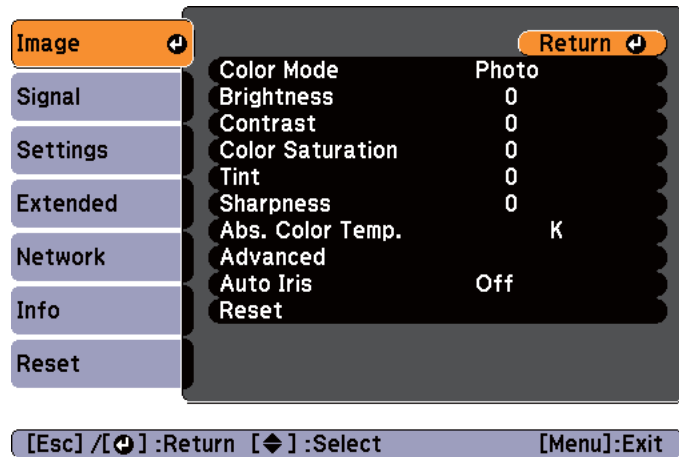 Image
Signal
Settings
Extended
Network
Info
Reset
Return
Color Mode Photo
Brightness 0
Contrast 0
Color Saturation 0
Tint 0
Sharpness 0
Abs. Color Temp. K
Advanced
Auto Iris Off
Reset
[Esc] /[ ] :Return [ ] :Select [Menu]:Exit